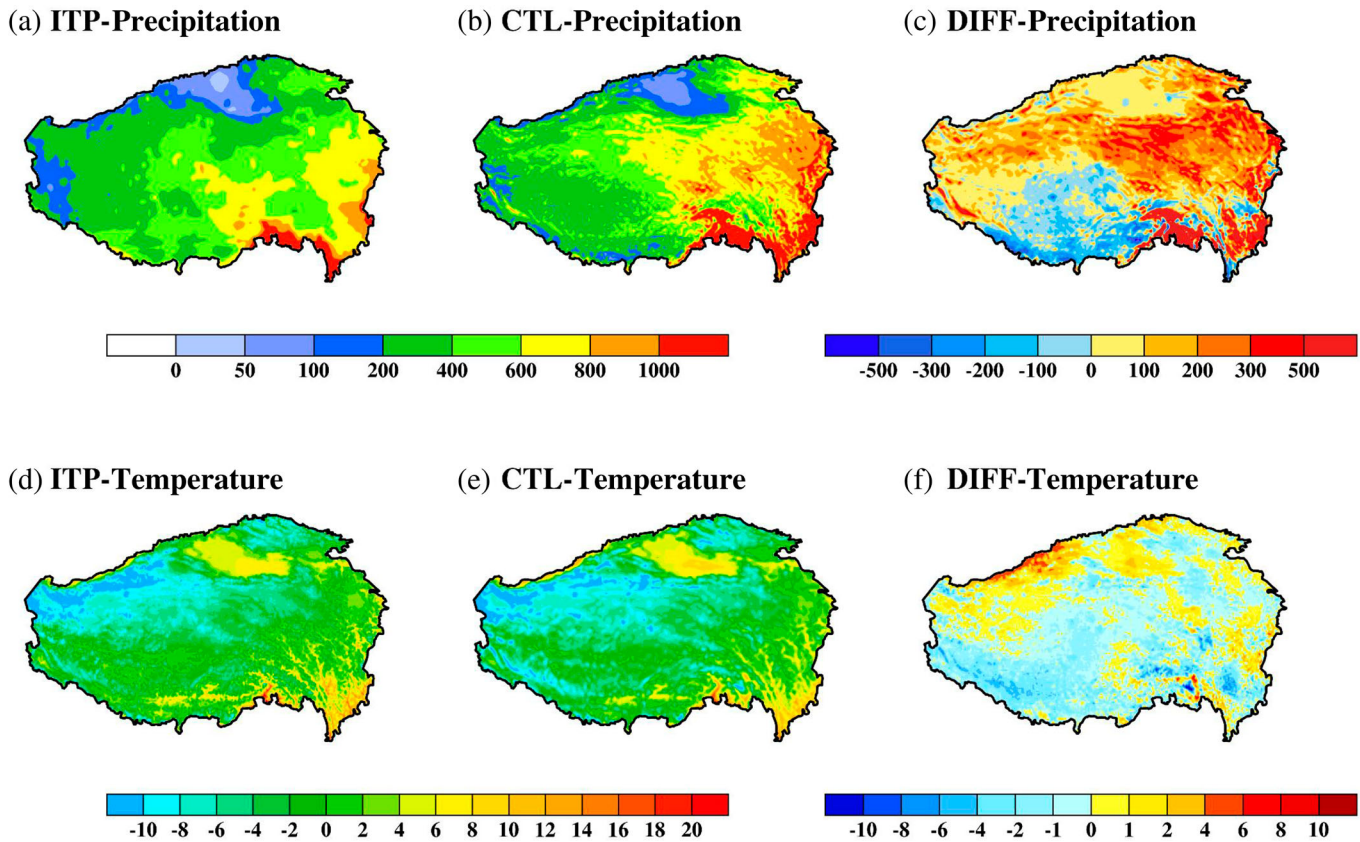 (a) ITP-Precipitation (b) CTL-Precipitation (c) DIFF-Precipitation
0 50 100 200 400 600 800 1000 -500 -300 -200 -100 0 100 200 300 500
(d) ITP-Temperature (e) CTL-Temperature (f) DIFF-Temperature
-10 -6 -4 -2 0 2 4 6 8 10 12 14 16 18 20 -10 -8 -6 -4 -2 -1 0 1 2 4 6 8 10